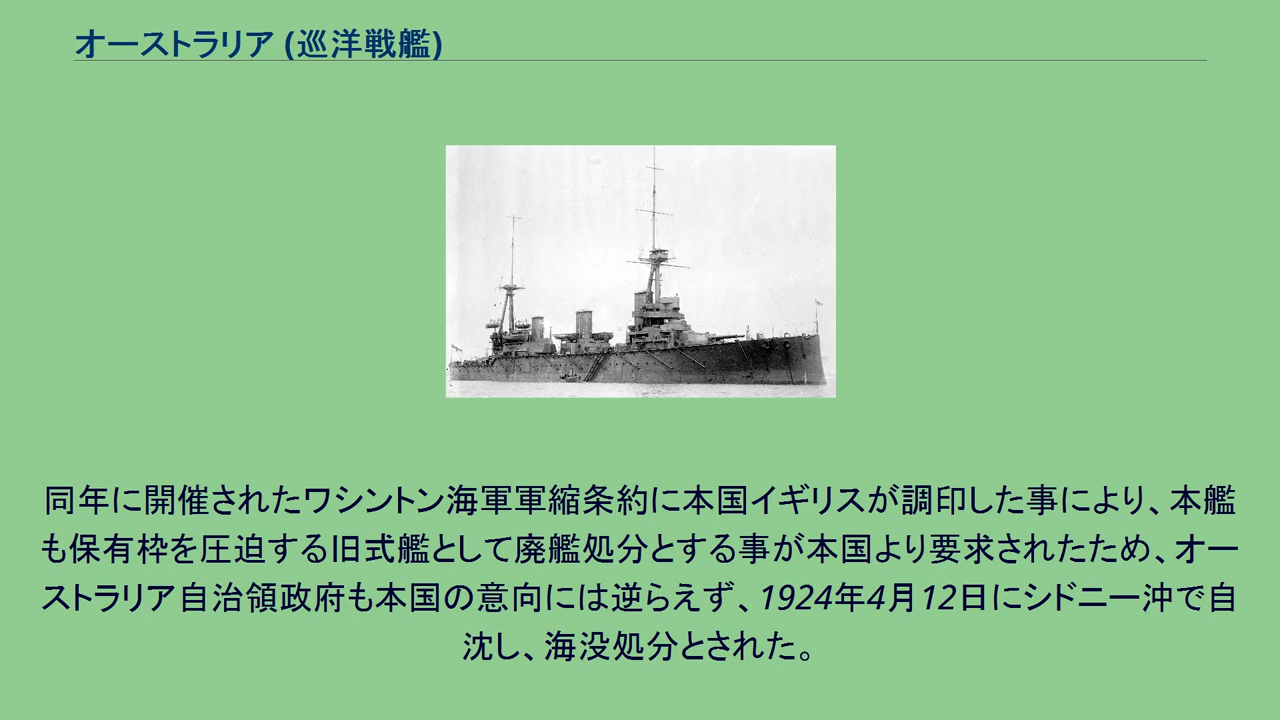 オーストラリア (巡洋戦艦)
同年に開催されたワシントン海軍軍縮条約に本国イギリスが調印した事により、本艦
も保有枠を圧迫する旧式艦として廃艦処分とする事が本国より要求されたため、オー
ストラリア自治領政府も本国の意向には逆らえず、1924年4月12日にシドニー沖で自
沈し、海没処分とされた。